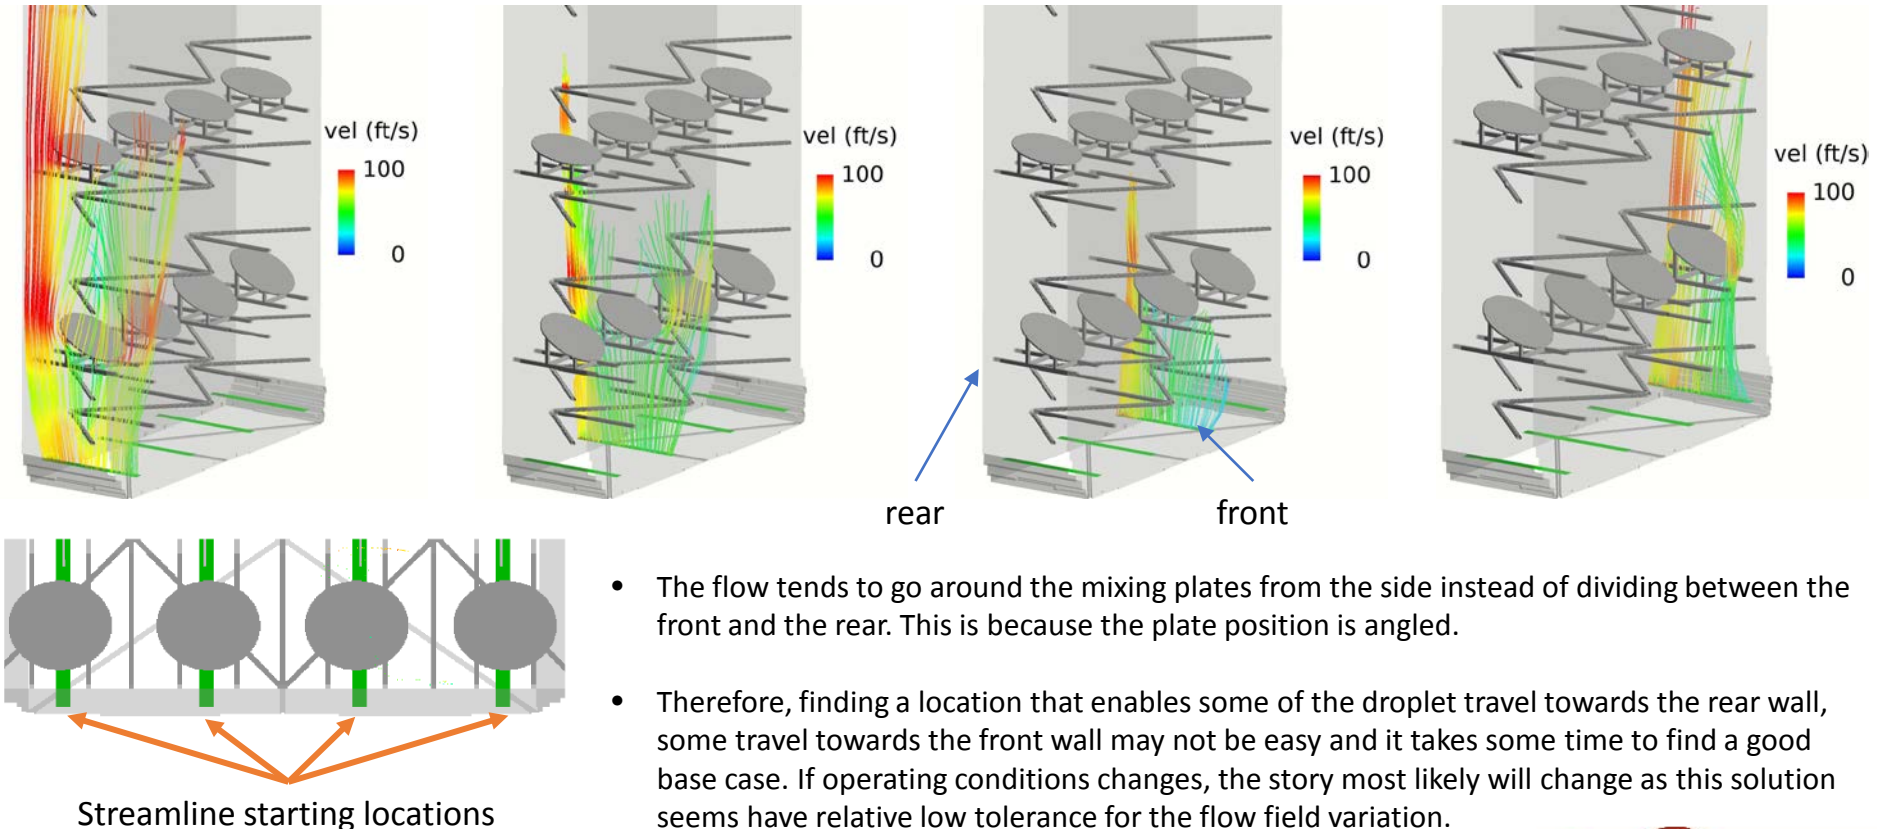 vel (ft/s)
100
0
vel (ft/s)
100
0
vel (ft/s)
100
0
vel (ft/s)
100
0
rear
front
• The flow tends to go around the mixing plates from the side instead of dividing between the
front and the rear. This is because the plate position is angled.
• Therefore, finding a location that enables some of the droplet travel towards the rear wall,
some travel towards the front wall may not be easy and it takes some time to find a good
base case. If operating conditions changes, the story most likely will change as this solution
seems have relative low tolerance for the flow field variation.
Streamline starting locations